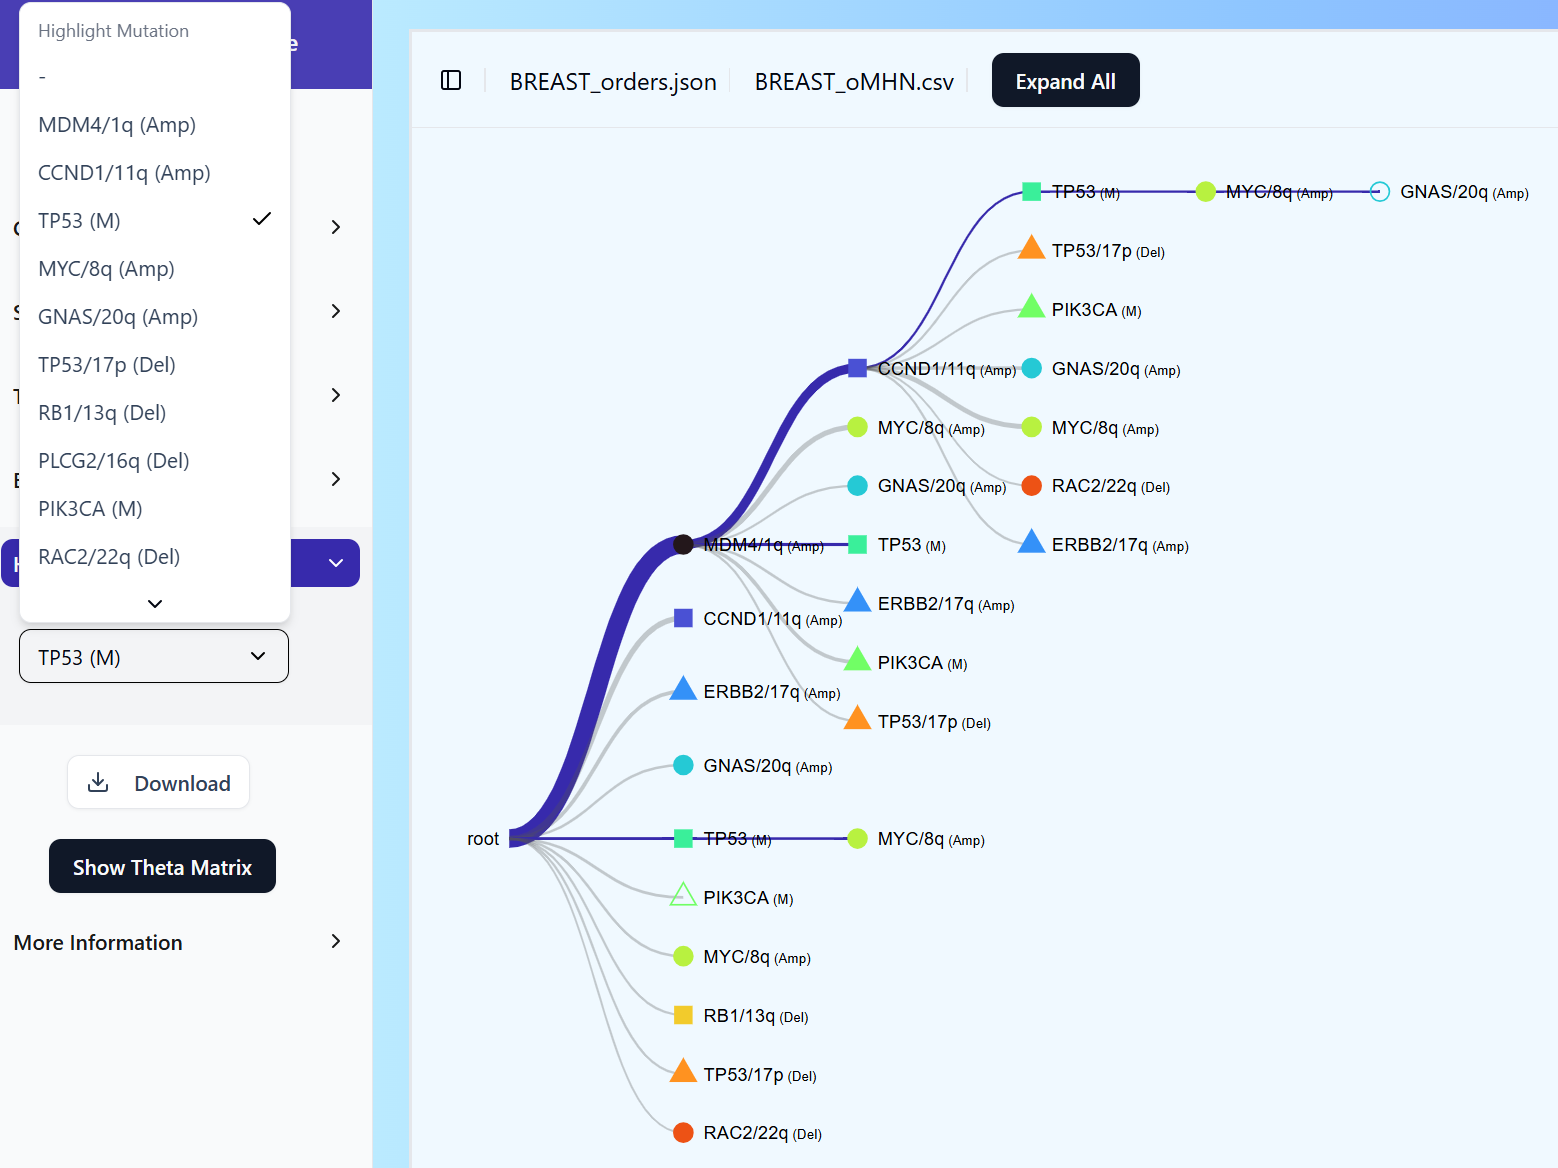 Highlight Mutation
-
MDM4/1q (Amp)
CCND1/11q (Amp)
TP53 (M)
MYC/8q (Amp)
GNAS/20q (Amp)
TP53/17p (Del)
RB1/13q (Del)
PLCG2/16q (Del)
PIK3CA (M)
RAC2/22q (Del)
TP53 (M)
Download
Show Theta Matrix
More Information
BREAST_orders.json
BREAST_oMHN.csv
Expand All
TP53 (M)
MYC/8q (Amp)
GNAS/20q (Amp)
TP53/17p (Del)
PIK3CA (M)
CCND1/11q (Amp)
GNAS/20q (Amp)
MYC/8q (Amp)
MYC/8q (Amp)
GNAS/20q (Amp)
RAC2/22q (Del)
MDM4/1q (Amp)
TP53 (M)
ERBB2/17q (Amp)
ERBB2/17q (Amp)
CCND1/11q (Amp)
PIK3CA (M)
ERBB2/17q (Amp)
TP53/17p (Del)
GNAS/20q (Amp)
root
TP53 (M)
MYC/8q (Amp)
PIK3CA (M)
MYC/8q (Amp)
RB1/13q (Del)
TP53/17p (Del)
RAC2/22q (Del)